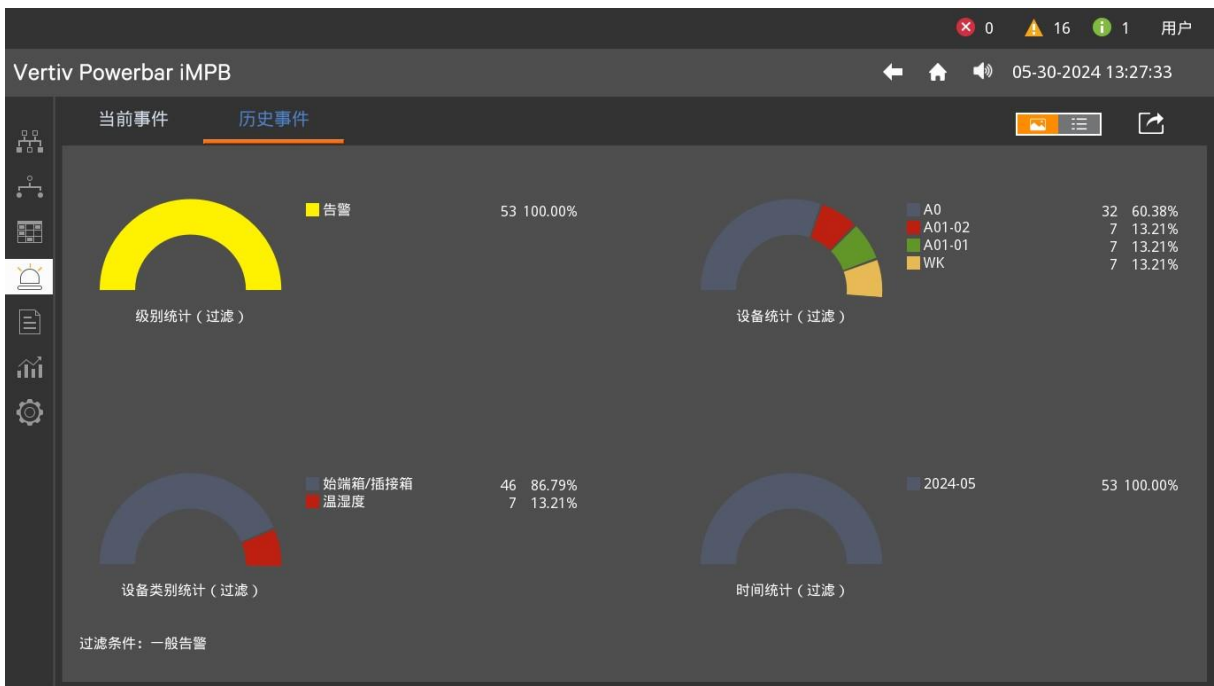 0 16 1 用户
Vertiv Powerbar iMPB 05-30-2024 13:27:33
当前事件 历史事件
告警 53 100.00%
级别统计（过滤）
A0 32 60.38%
A01-02 7 13.21%
A01-01 7 13.21%
WK 7 13.21%
设备统计（过滤）
始端箱/插接箱 46 86.79%
温湿度 7 13.21%
设备类别统计（过滤）
2024-05 53 100.00%
时间统计（过滤）
过滤条件：一般告警